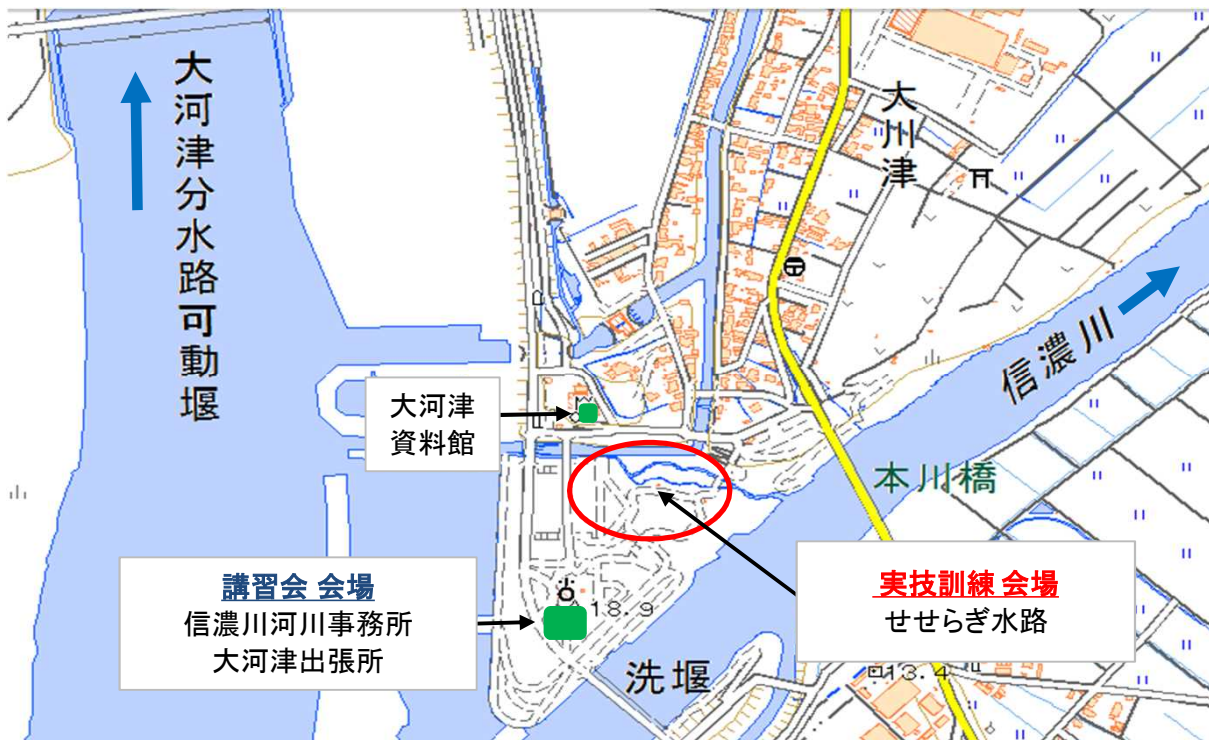 大河津分水路可動堰
大川津
信濃川
大河津
資料館
本川橋
講習会 会場
信濃川河川事務所
大河津出張所
18.9
実技訓練 会場
せせらぎ水路
洗堰
13.4